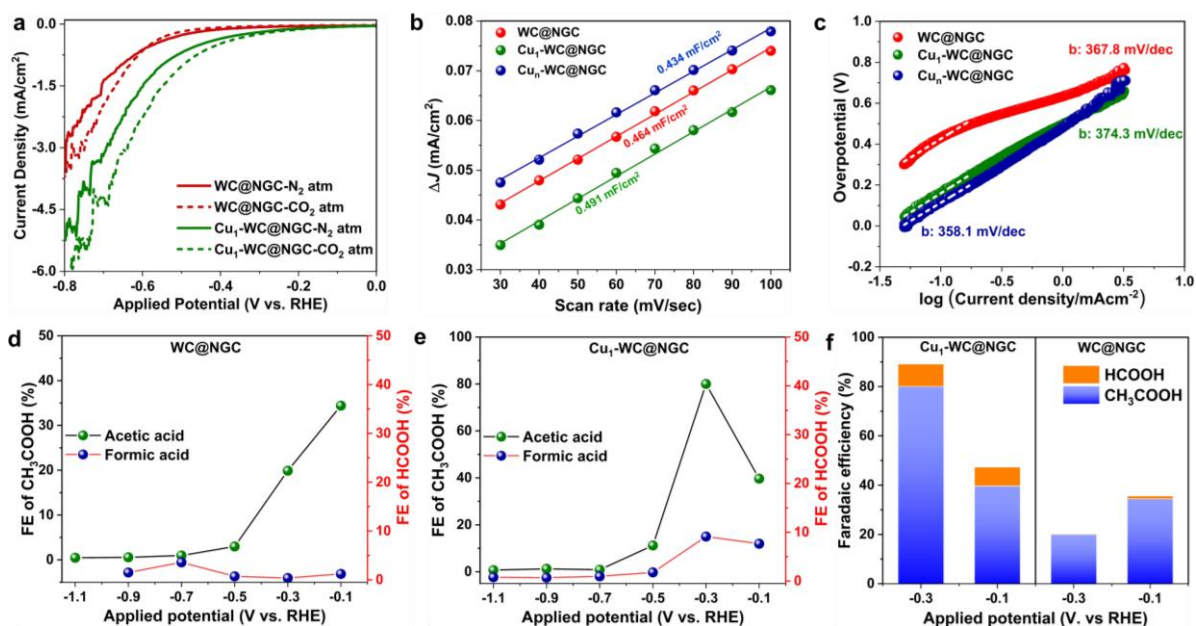 a
Current Density (mA/cm²)
0.0
-1.5
-3.0
-4.5
-6.0
WC@NGC-N₂ atm
WC@NGC-CO₂ atm
Cu₁-WC@NGC-N₂ atm
Cu₁-WC@NGC-CO₂ atm
-0.8 -0.6 -0.4 -0.2 0.0
Applied Potential (V vs. RHE)
b
ΔJ (mA/cm²)
0.08
0.07
0.06
0.05
0.04
0.03
WC@NGC
Cu₁-WC@NGC
Cuₙ-WC@NGC
0.434 mF/cm²
0.464 mF/cm²
0.491 mF/cm²
30 40 50 60 70 80 90 100
Scan rate (mV/sec)
c
Overpotential (V)
1.2
0.8
0.4
0.0
-0.4
WC@NGC
Cu₁-WC@NGC
Cuₙ-WC@NGC
b: 367.8 mV/dec
b: 374.3 mV/dec
b: 358.1 mV/dec
-1.5 -1.0 -0.5 0.0 0.5 1.0
log (Current density/mAcm⁻²)
d
WC@NGC
FE of CH₃COOH (%)
50
40
30
20
10
0
Acetic acid
Formic acid
50
40
30
20
10
0
FE of HCOOH (%)
-1.1 -0.9 -0.7 -0.5 -0.3 -0.1
Applied potential (V vs. RHE)
e
Cu₁-WC@NGC
FE of CH₃COOH (%)
100
80
60
40
20
0
Acetic acid
Formic acid
50
40
30
20
10
0
FE of HCOOH (%)
-1.1 -0.9 -0.7 -0.5 -0.3 -0.1
Applied potential (V vs. RHE)
f
Cu₁-WC@NGC WC@NGC
Faradaic efficiency (%)
100
80
60
40
20
0
HCOOH
CH₃COOH
-0.3 -0.1 -0.3 -0.1
Applied potential (V. vs RHE)